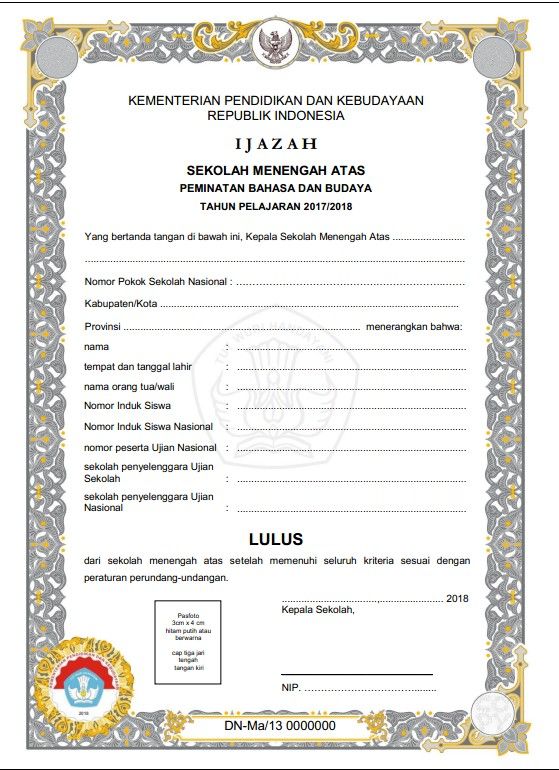 KEMENTERIAN PENDIDIKAN DAN KEBUDAYAAN
REPUBLIK INDONESIA
IJAZAH
SEKOLAH MENENGAH ATAS
PEMINATAN BAHASA DAN BUDAYA
TAHUN PELAJARAN 2017/2018
Yang bertanda tangan di bawah ini, Kepala Sekolah Menengah Atas ..........................
.......................................................................................................................................
Nomor Pokok Sekolah Nasional : ...................................................................................
Kabupaten/Kota ...........................................................................................................
Provinsi ..................................................................................... menerangkan bahwa:
nama : ...................................................................................
tempat dan tanggal lahir : ...................................................................................
nama orang tua/wali : ...................................................................................
Nomor Induk Siswa : ...................................................................................
Nomor Induk Siswa Nasional : ...................................................................................
nomor peserta Ujian Nasional : ...................................................................................
sekolah penyelenggara Ujian
Sekolah : ...................................................................................
sekolah penyelenggara Ujian
Nasional : ...................................................................................
TUT WURI HANDAYANI
LULUS
dari sekolah menengah atas setelah memenuhi seluruh kriteria sesuai dengan
peraturan perundang-undangan.
..................................,....................... 2018
Kepala Sekolah,
Pasfoto
3cm x 4 cm
hitam putih atau
berwarna
cap tiga jari
tengah
tangan kiri
NIP. ...............................................
2018
DN-Ma/13 0000000